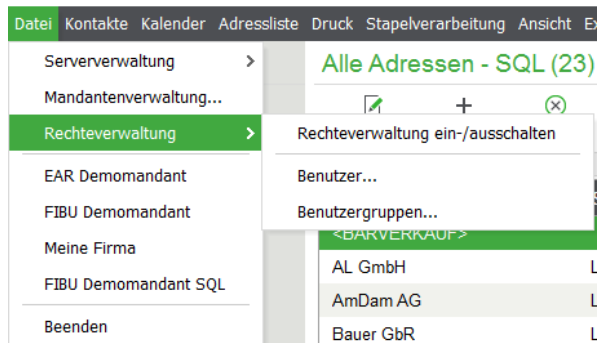 Datei Kontakte Kalender Adressliste Druck Stapelverarbeitung Ansicht
Serververwaltung
Alle Adressen - SQL (23)
Mandantenverwaltung...
Rechteverwaltung
Rechteverwaltung ein-/ausschalten
EAR Demomandant
Benutzer...
FIBU Demomandant
Benutzergruppen...
<BARVERKAUF>
Meine Firma
AL GmbH
FIBU Demomandant SQL
AmDam AG
Beenden
Bauer GbR